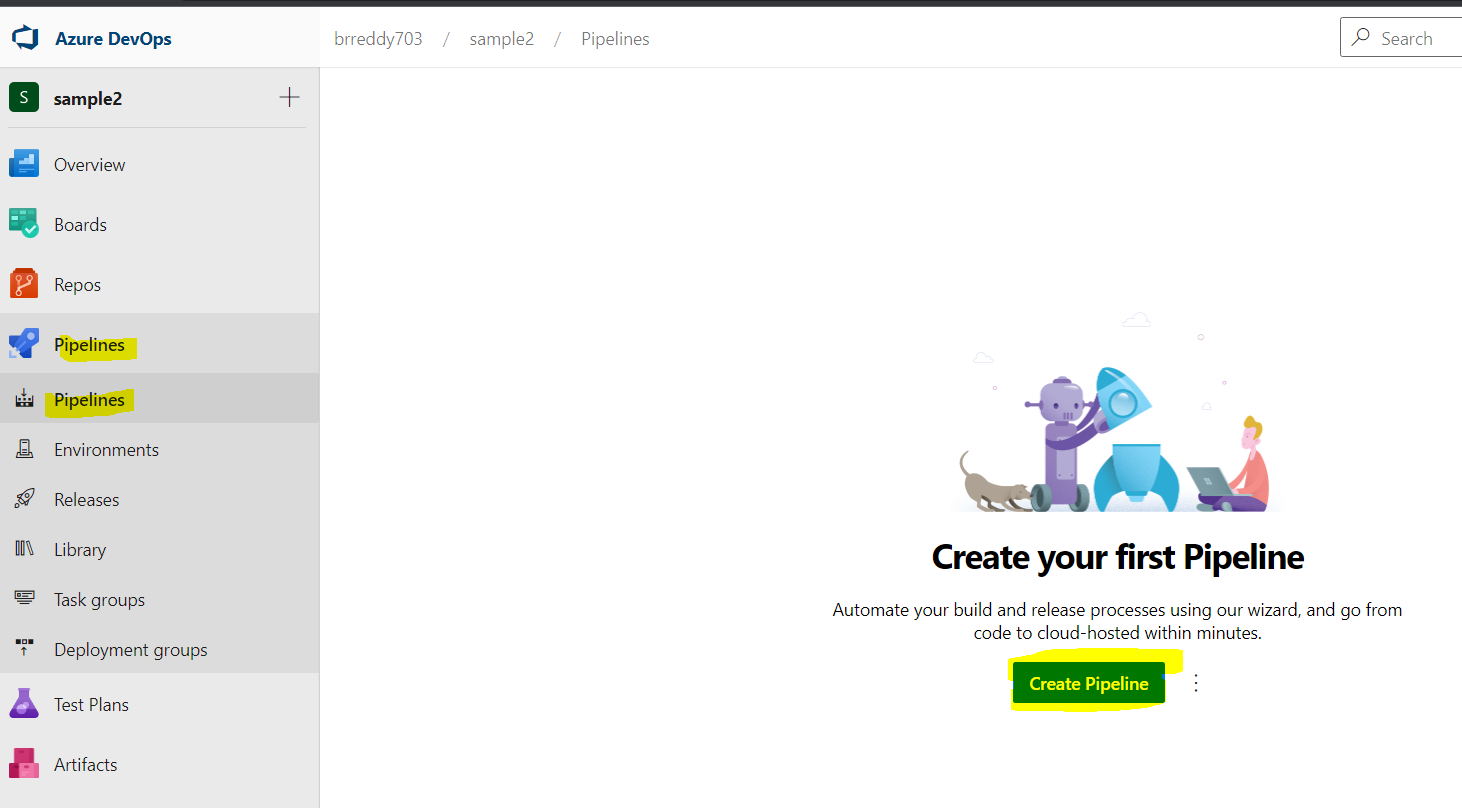 Azure DevOps
brreddy703 / sample2 / Pipelines
Search
S sample2
Overview
Boards
Repos
Pipelines
Pipelines
Environments
Releases
Library
Task groups
Deployment groups
Test Plans
Artifacts
Create your first Pipeline
Automate your build and release processes using our wizard, and go from
code to cloud-hosted within minutes.
Create Pipeline